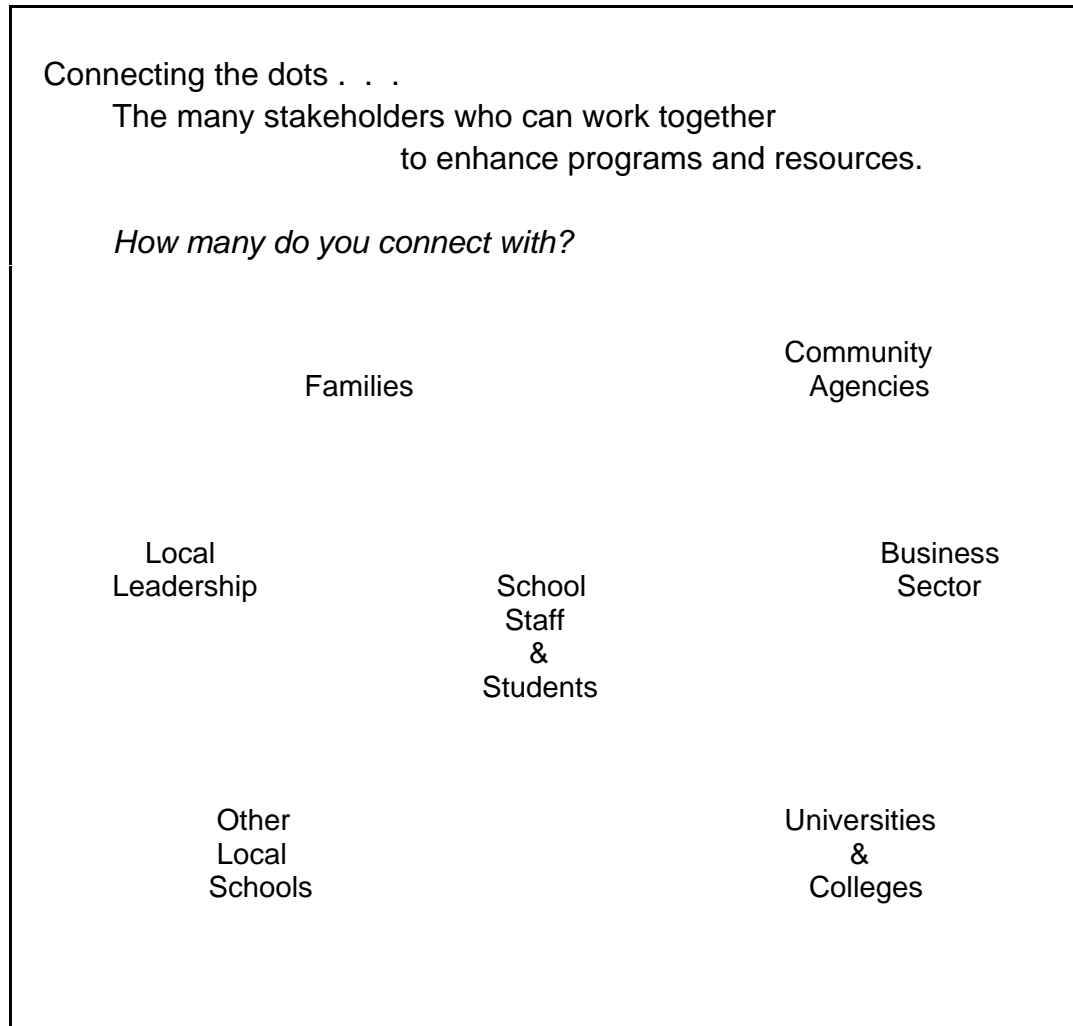 Connecting the dots . . .
The many stakeholders who can work together
to enhance programs and resources.
How many do you connect with?
Families
Community
Agencies
Local
Leadership
School
Staff
&
Students
Business
Sector
Other
Local
Schools
Universities
&
Colleges